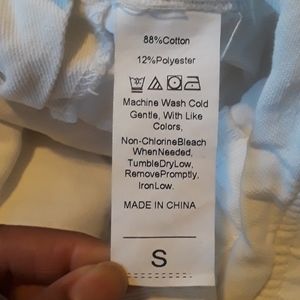 88%Cotton
12%Polyester
Machine Wash Cold
Gentle, With Like
Colors,
Non-ChlorineBleach
WhenNeeded,
TumbleDryLow,
RemovePromptly,
IronLow.
MADE IN CHINA
S